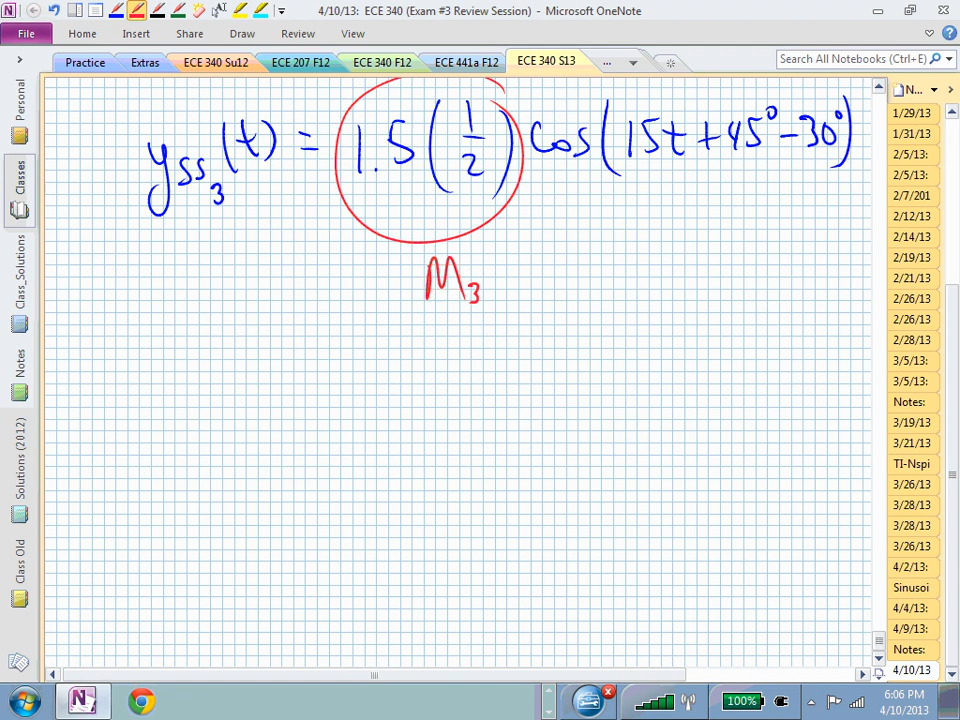 4/10/13: ECE 340 (Exam #3 Review Session) - Microsoft OneNote
File Home Insert Share Draw Review View
Practice Extras ECE 340 Su12 ECE 207 F12 ECE 340 F12 ECE 441a F12 ECE 340 S13 ... Search All Notebooks (Ctrl+E)
Personal
Classes
Class_Solutions
Notes
Solutions (2012)
Class Old
y_ss_3 (t) = 1.5 (1/2) cos(15t + 45° - 30°)
M_3
N...
1/29/13
1/31/13
2/5/13:
2/5/13:
2/7/201
2/12/13
2/14/13
2/19/13
2/21/13
2/26/13
2/26/13
2/28/13
3/5/13:
3/5/13:
Notes:
3/19/13
3/21/13
TI-Nspi
3/26/13
3/28/13
3/28/13
3/26/13
4/2/13:
Sinusoi
4/4/13:
4/9/13:
Notes:
4/10/13
100%
6:06 PM
4/10/2013